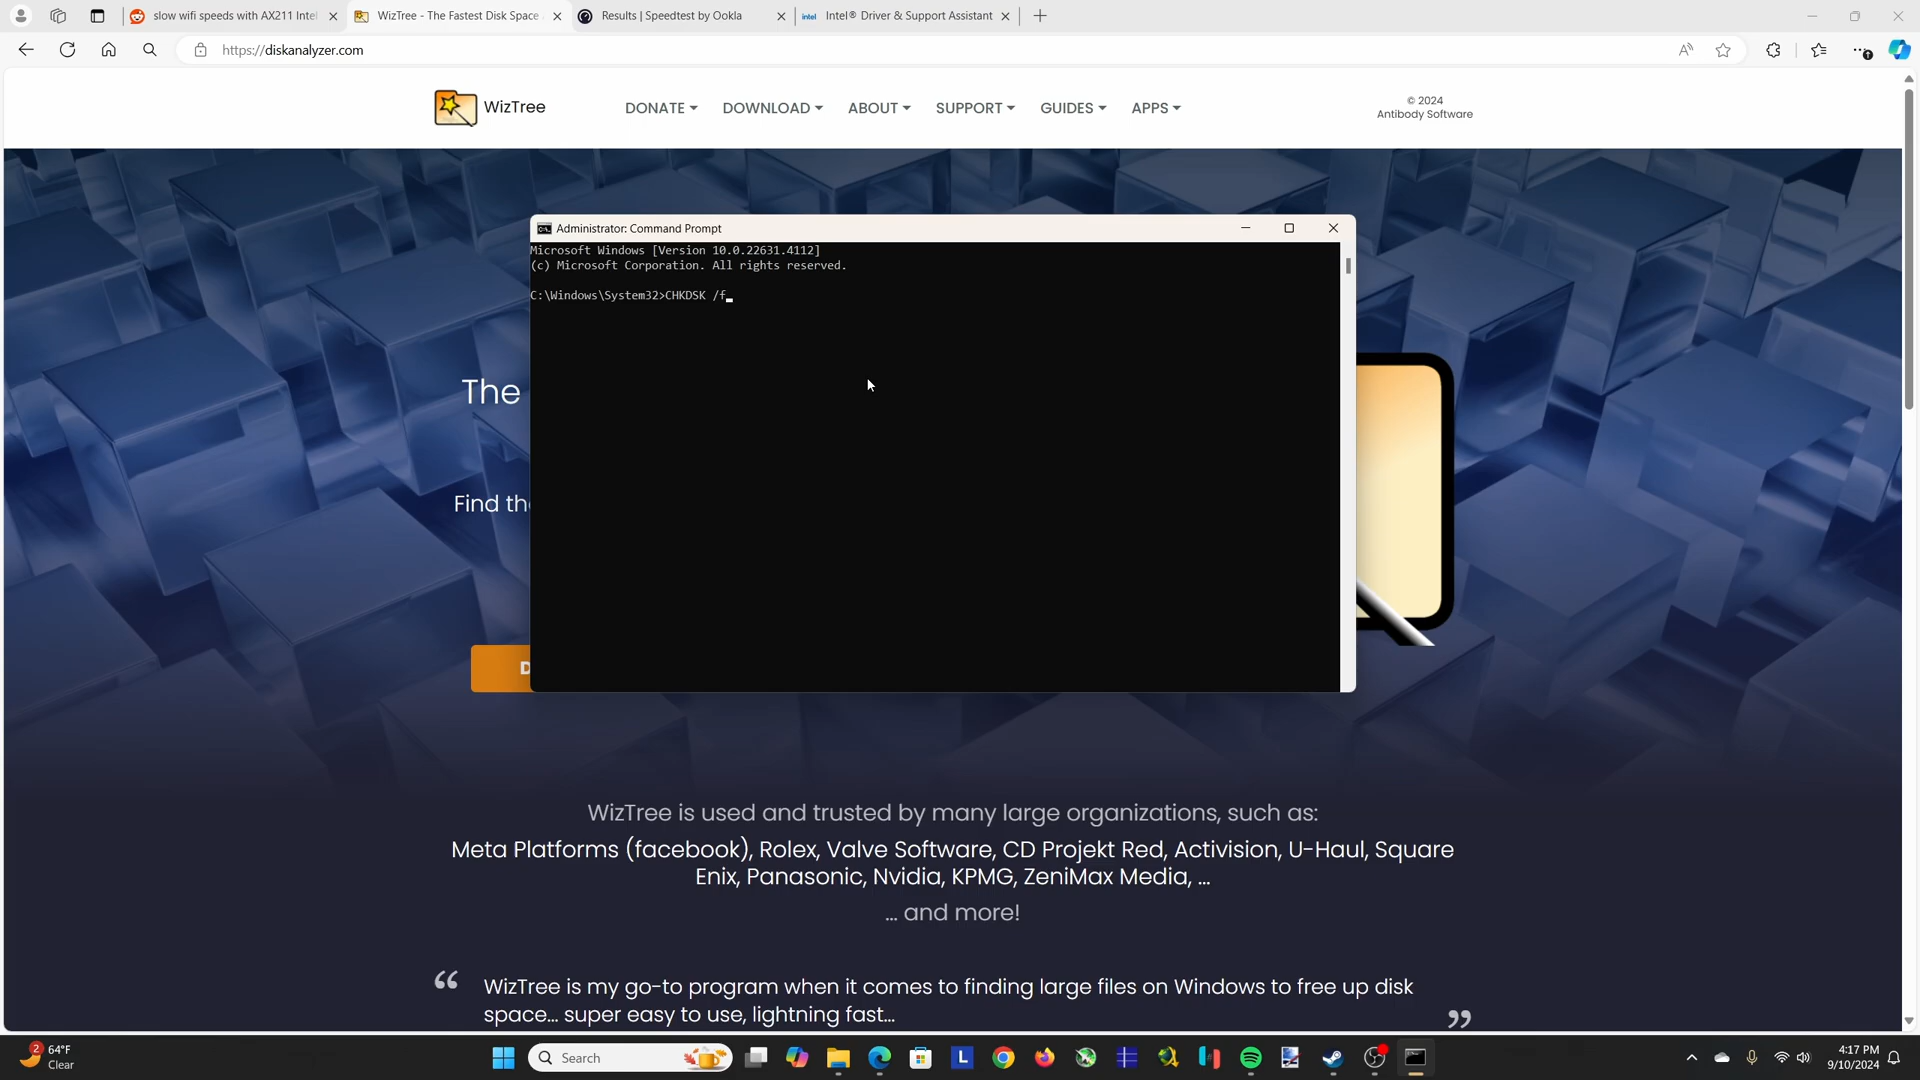 slow wifi speeds with AX211 Intel
WizTree - The Fastest Disk Space
Results | Speedtest by Ookla
intel Intel® Driver & Support Assistant
https://diskanalyzer.com
WizTree
DONATE
DOWNLOAD
ABOUT
SUPPORT
GUIDES
APPS
© 2024
Antibody Software
Administrator: Command Prompt
Microsoft Windows [Version 10.0.22631.4112]
(c) Microsoft Corporation. All rights reserved.
C:\Windows\System32>CHKDSK /f_
The
Find the
D
WizTree is used and trusted by many large organizations, such as:
Meta Platforms (facebook), Rolex, Valve Software, CD Projekt Red, Activision, U-Haul, Square
Enix, Panasonic, Nvidia, KPMG, ZeniMax Media, ...
... and more!
“ WizTree is my go-to program when it comes to finding large files on Windows to free up disk
space... super easy to use, lightning fast... ”
2
64°F
Clear
Search
L
4:17 PM
9/10/2024